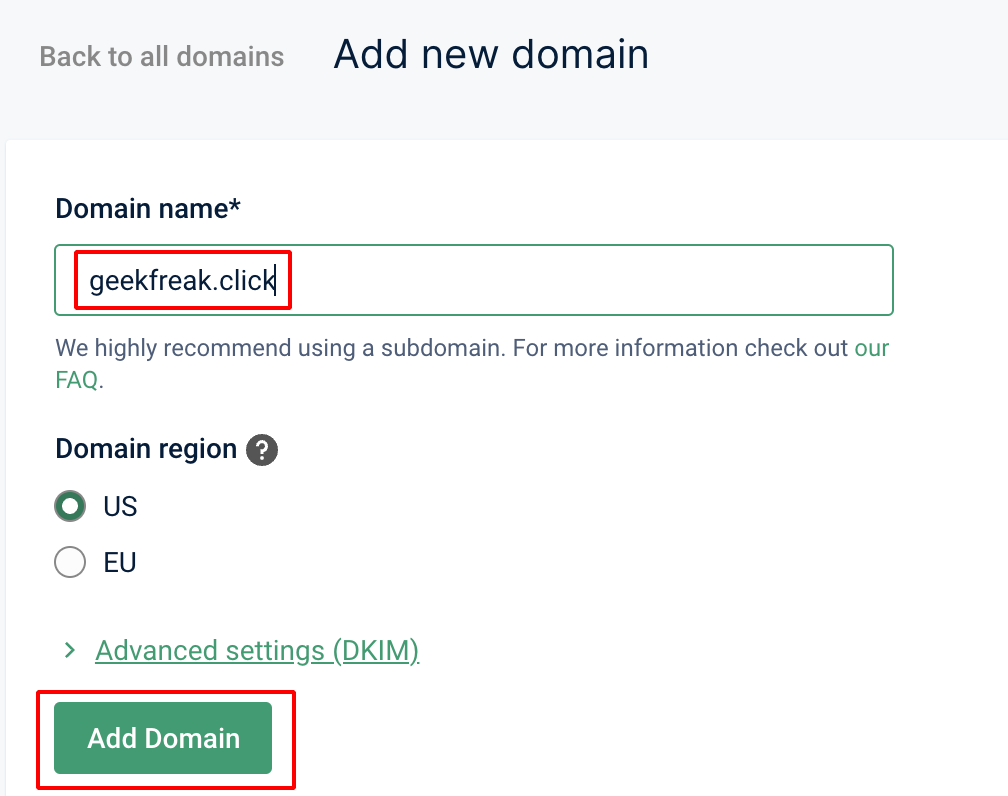 Back to all domains Add new domain
Domain name*
geekfreak.click
We highly recommend using a subdomain. For more information check out our
FAQ.
Domain region ?
US
EU
Advanced settings (DKIM)
Add Domain